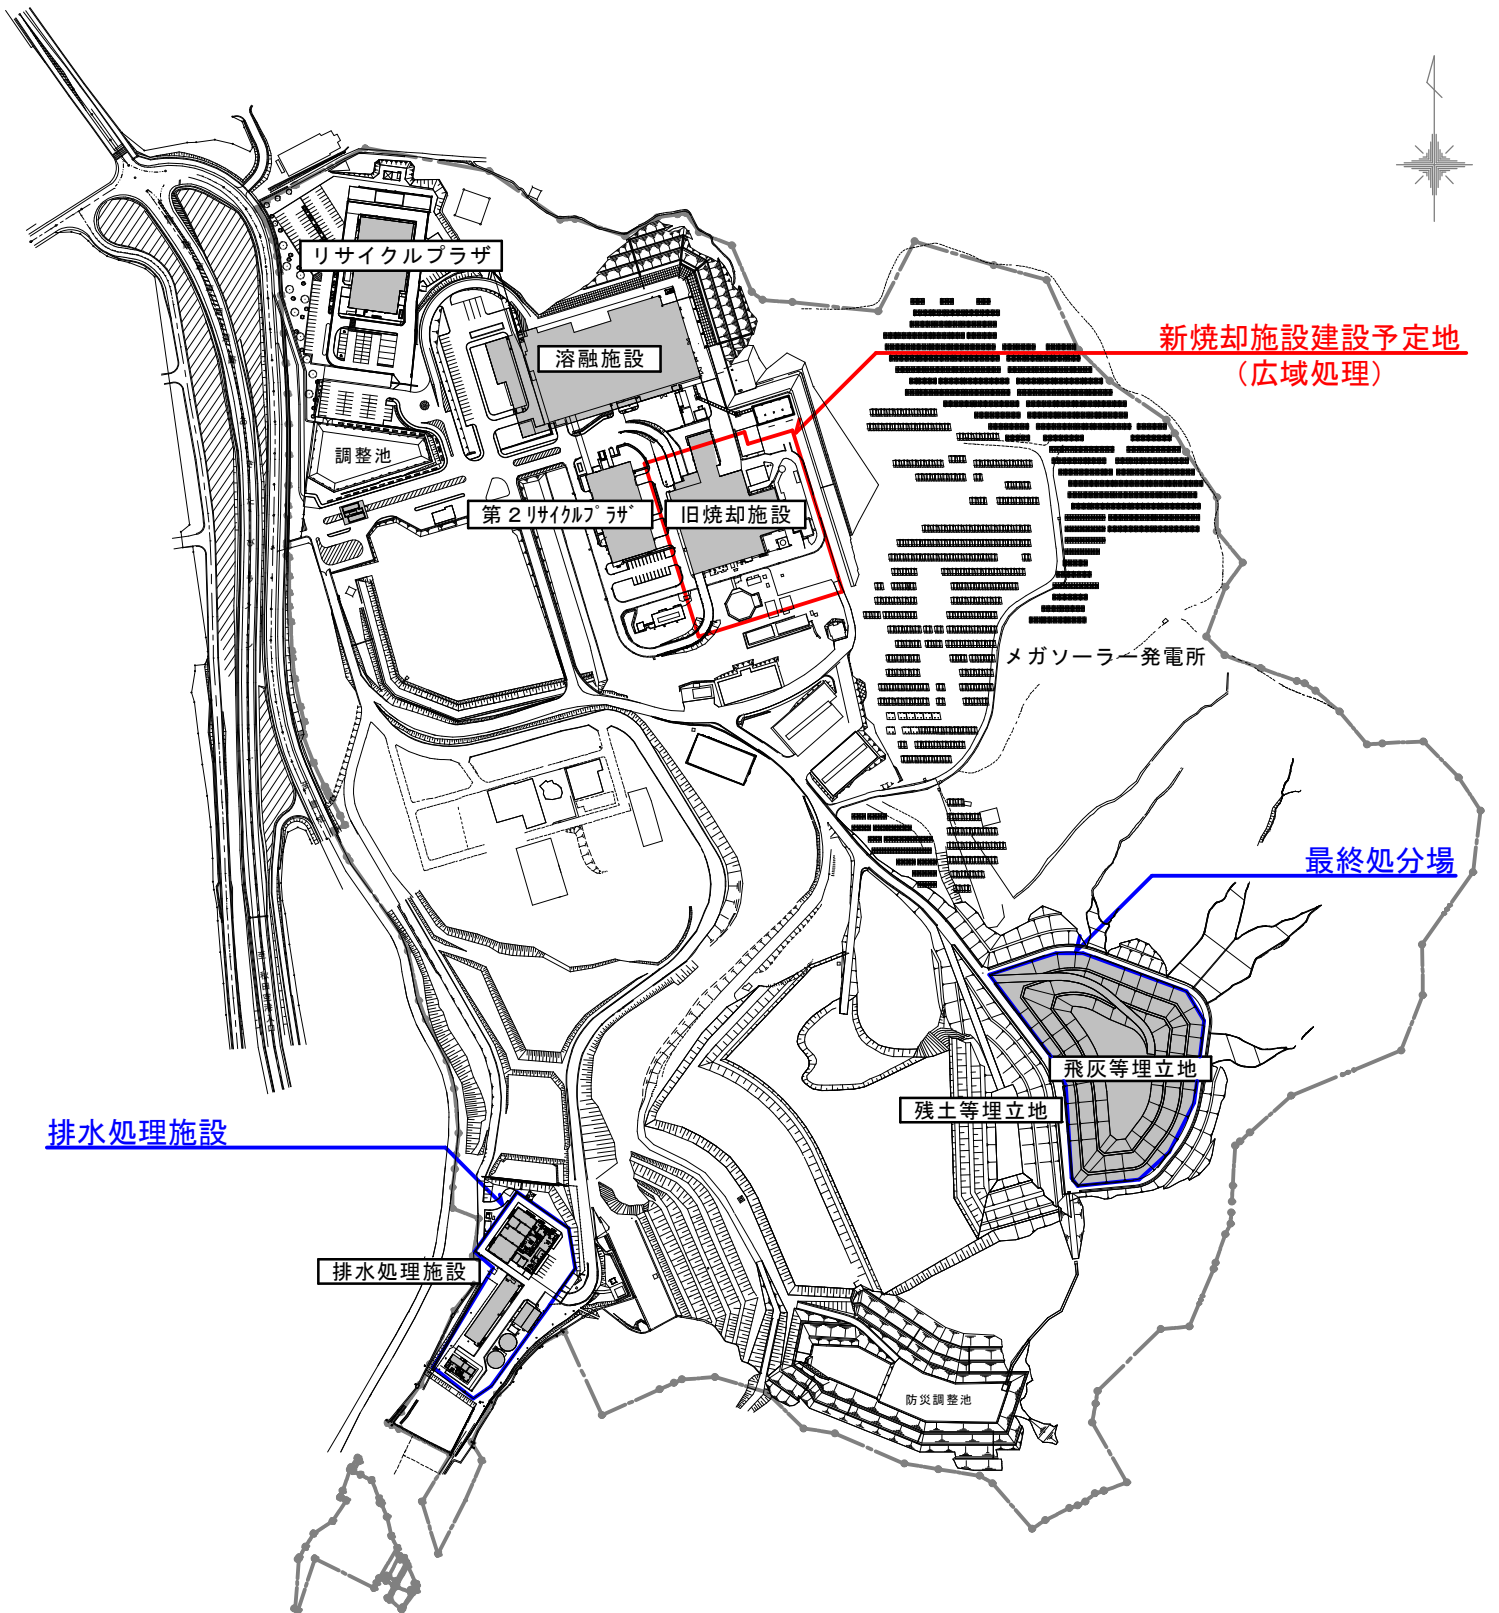 リサイクルプラザ
溶融施設
新焼却施設建設予定地
（広域処理）
調整池
第２ﾘｻｲｸﾙﾌﾟﾗｻﾞ
旧焼却施設
メガソーラー発電所
最終処分場
飛灰等埋立地
残土等埋立地
排水処理施設
排水処理施設
防災調整池